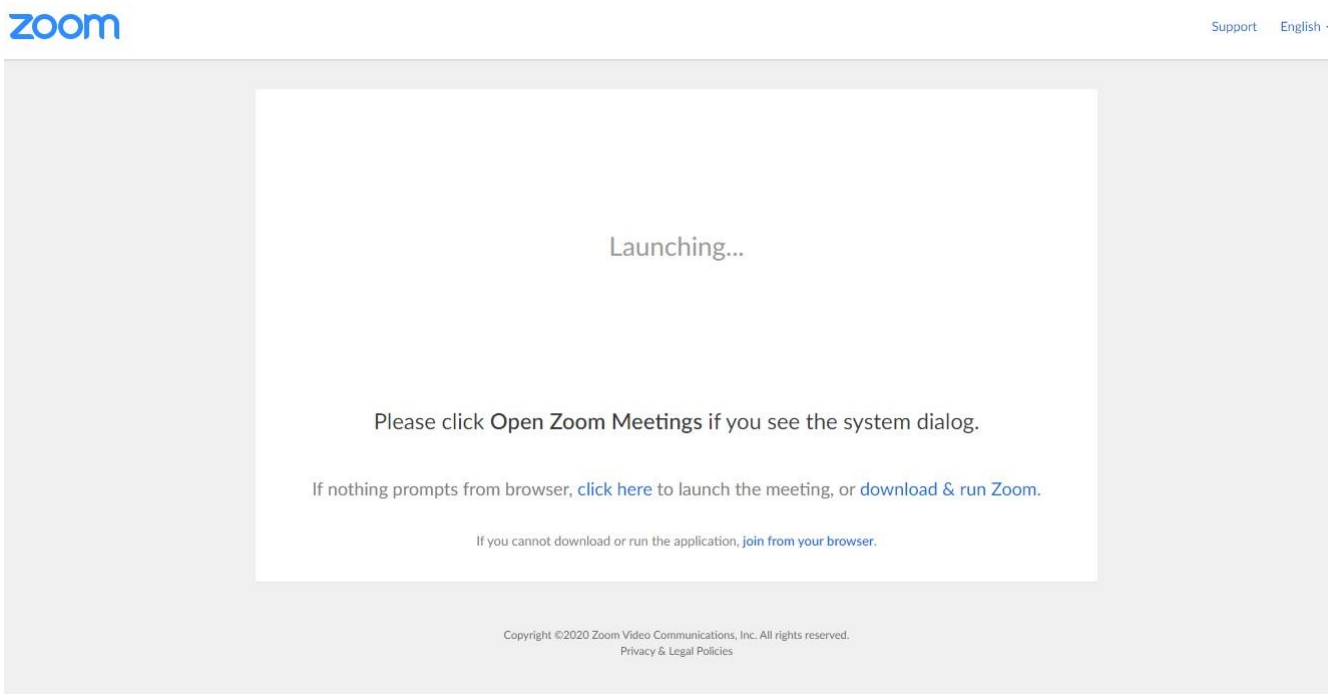 zoom
Support English
Launching...
Please click Open Zoom Meetings if you see the system dialog.
If nothing prompts from browser, click here to launch the meeting, or download & run Zoom.
If you cannot download or run the application, join from your browser.
Copyright ©2020 Zoom Video Communications, Inc. All rights reserved.
Privacy & Legal Policies